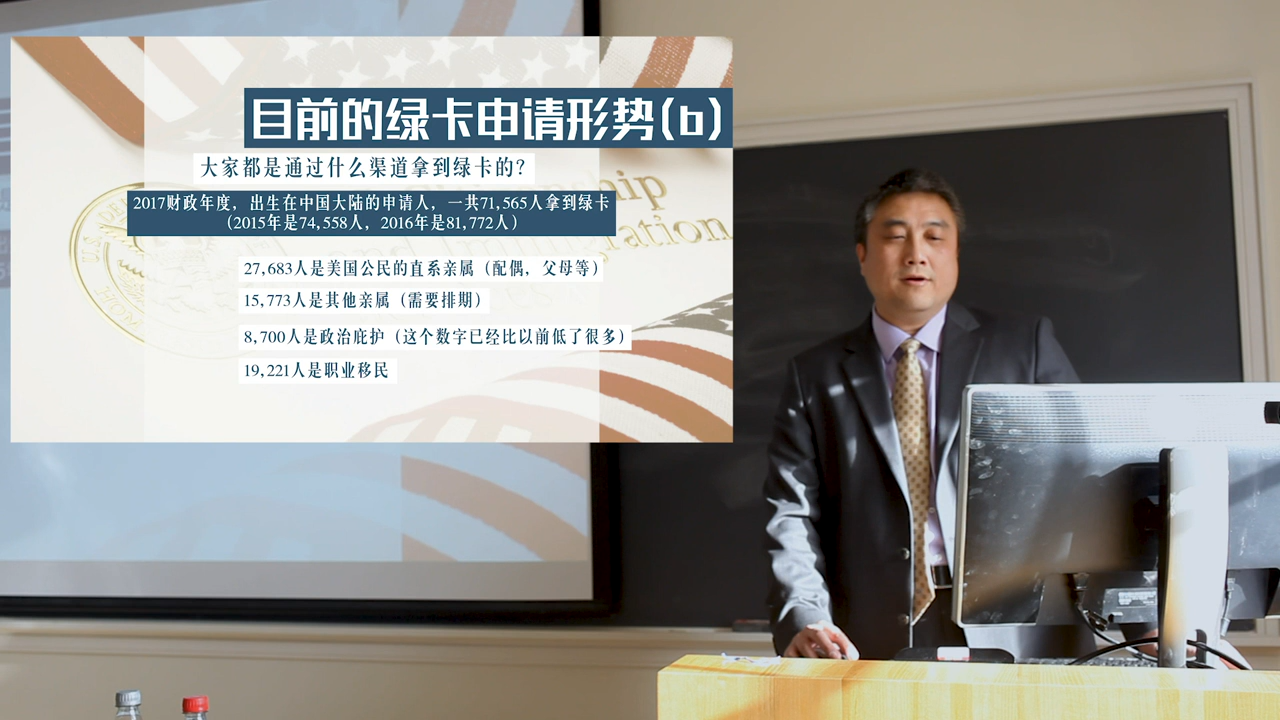 目前的绿卡申请形势(b)
大家都是通过什么渠道拿到绿卡的?
2017财政年度，出生在中国大陆的申请人，一共71,565人拿到绿卡
（2015年是74,558人，2016年是81,772人）
27,683人是美国公民的直系亲属（配偶，父母等）
15,773人是其他亲属（需要排期）
8,700人是政治庇护（这个数字已经比以前低了很多）
19,221人是职业移民